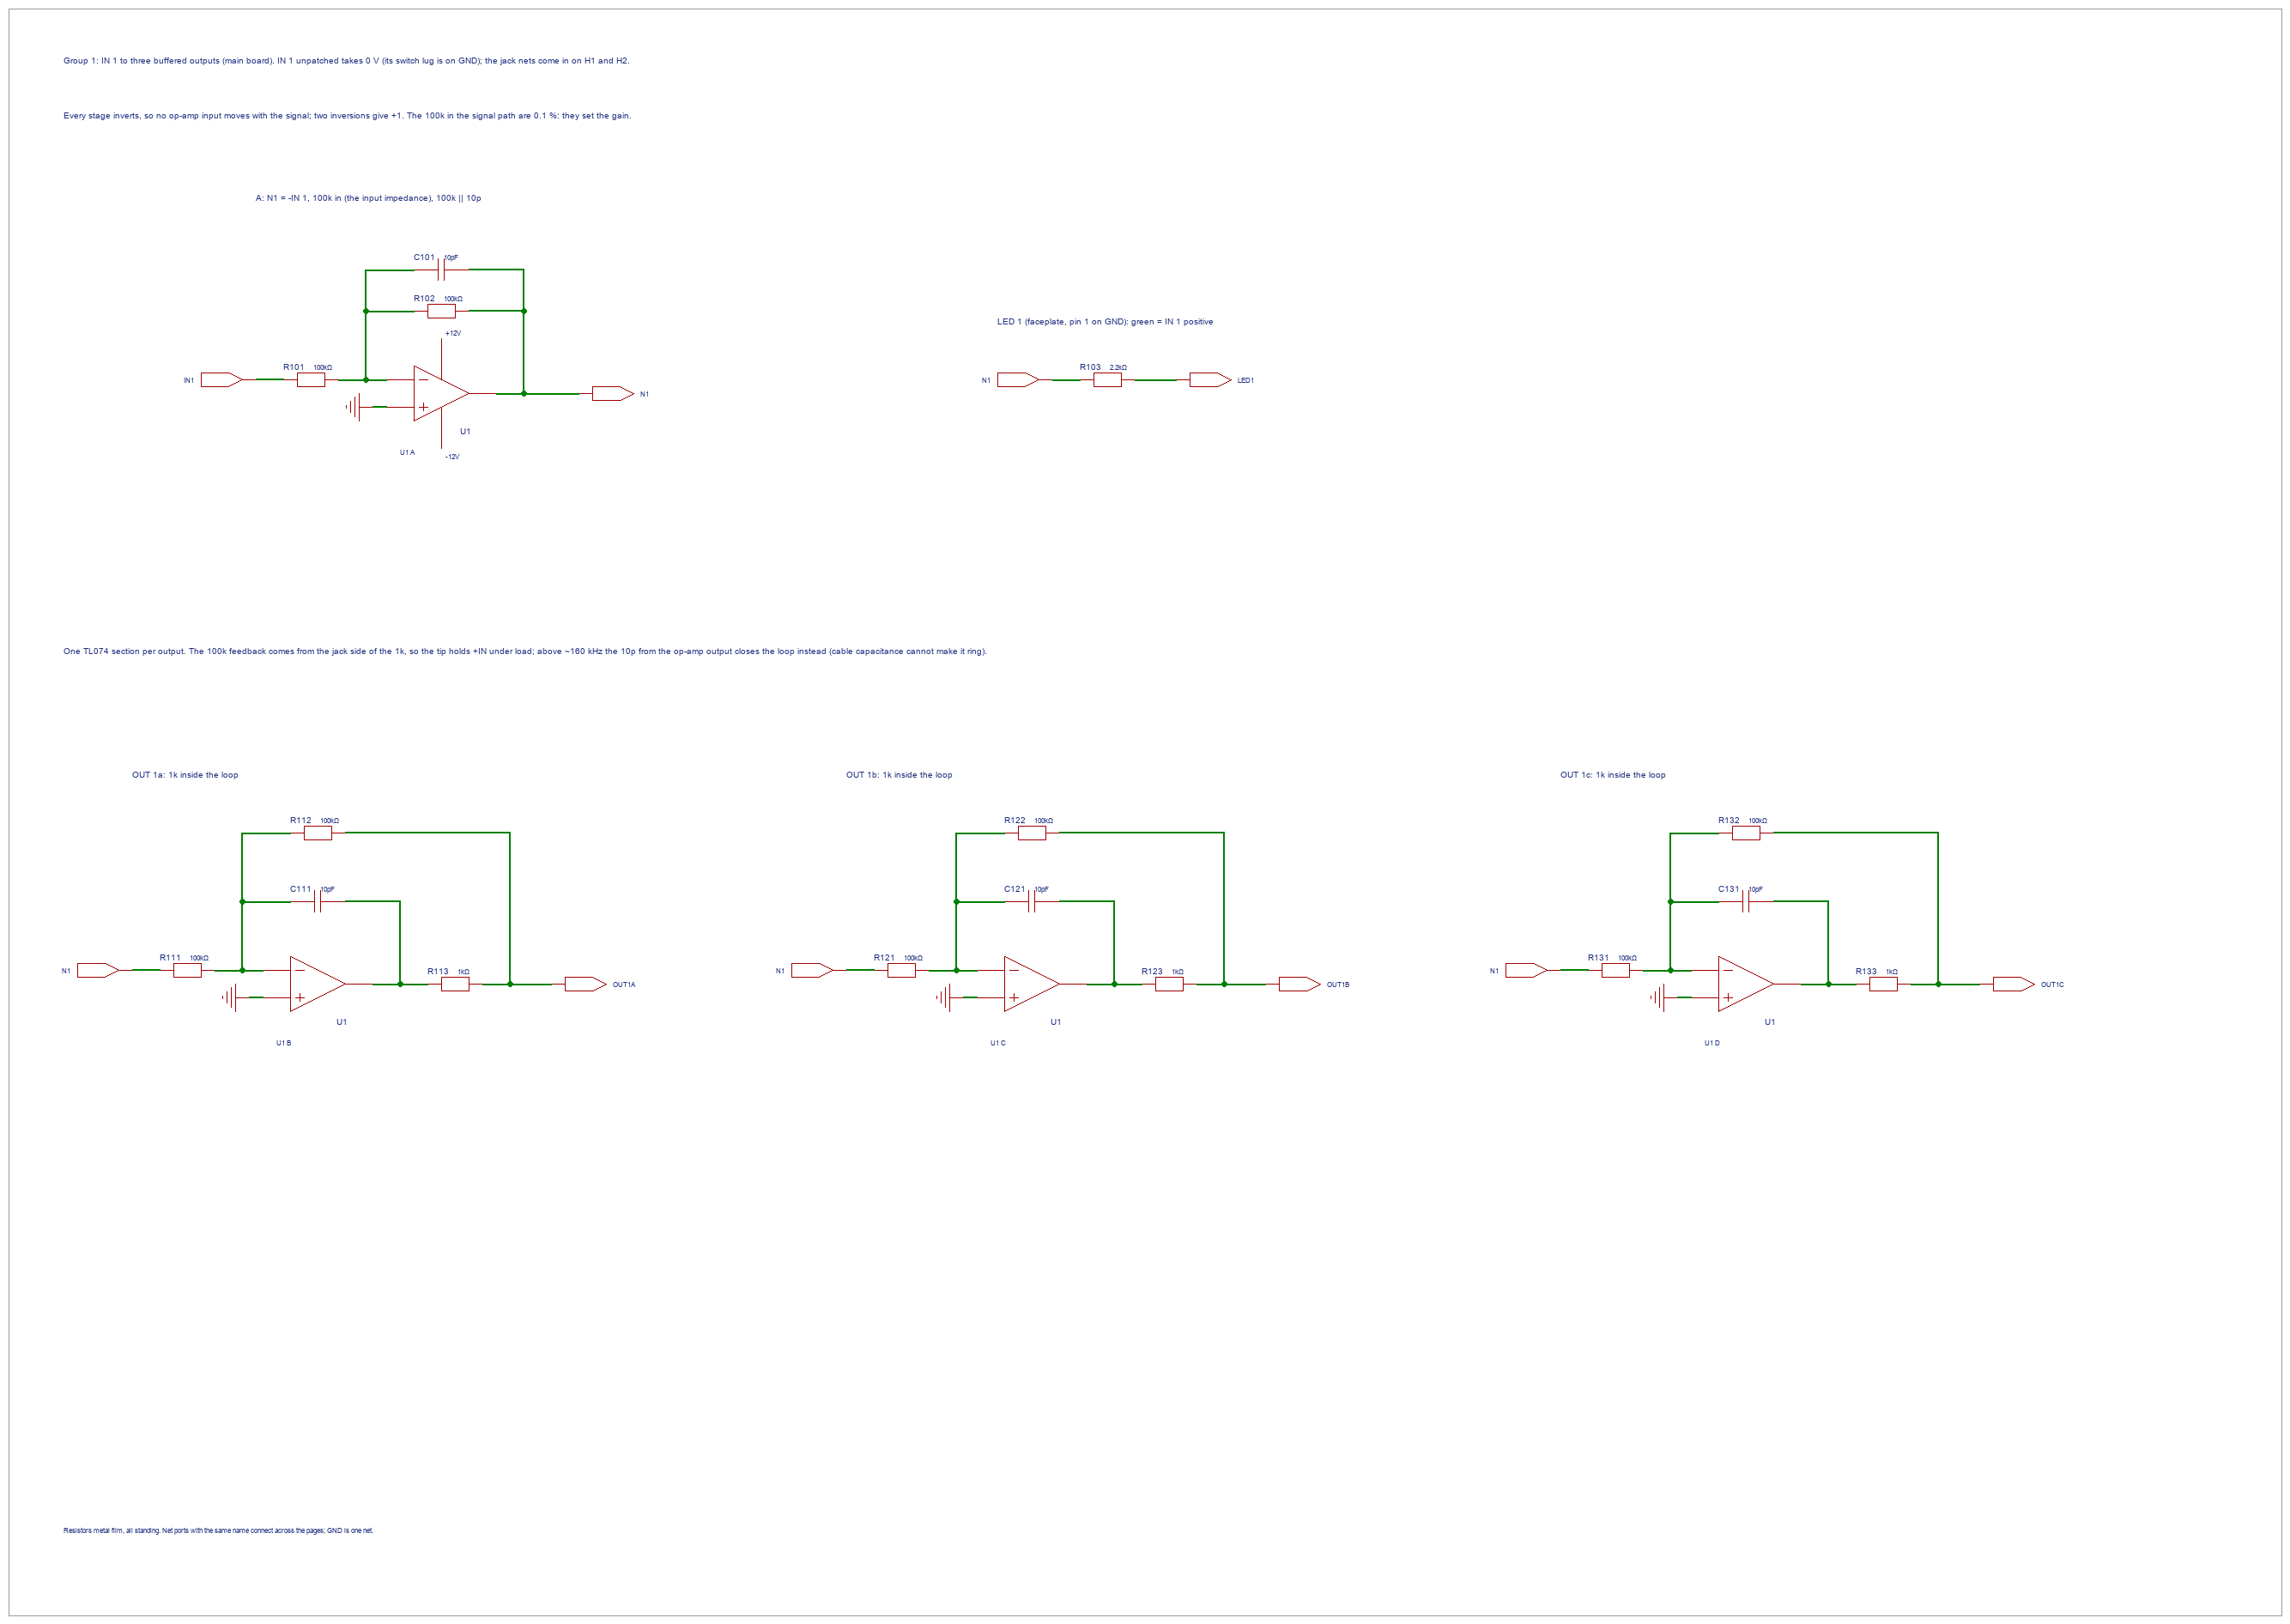 Group 1: IN 1 to three buffered outputs (main board). IN 1 unpatched takes 0 V (its switch lug is on GND); the jack nets come in on H1 and H2.
Every stage inverts, so no op-amp input moves with the signal; two inversions give +1. The 100k in the signal path are 0.1 %: they set the gain.
A: N1 = -IN 1, 100k in (the input impedance), 100k || 10p
C101 10pF
R102 100kΩ
+12V
LED 1 (faceplate, pin 1 on GND): green = IN 1 positive
R101 100kΩ
IN1
N1
U1
U1 A
-12V
R103 2.2kΩ
N1
LED1
One TL074 section per output. The 100k feedback comes from the jack side of the 1k, so the tip holds +IN under load; above ~160 kHz the 10p from the op-amp output closes the loop instead (cable capacitance cannot make it ring).
OUT 1a: 1k inside the loop
R112 100kΩ
C111 10pF
R111 100kΩ
N1
R113 1kΩ
OUT1A
U1
U1 B
OUT 1b: 1k inside the loop
R122 100kΩ
C121 10pF
R121 100kΩ
N1
R123 1kΩ
OUT1B
U1
U1 C
OUT 1c: 1k inside the loop
R132 100kΩ
C131 10pF
R131 100kΩ
N1
R133 1kΩ
OUT1C
U1
U1 D
Resistors metal film, all standing. Net ports with the same name connect across the pages; GND is one net.